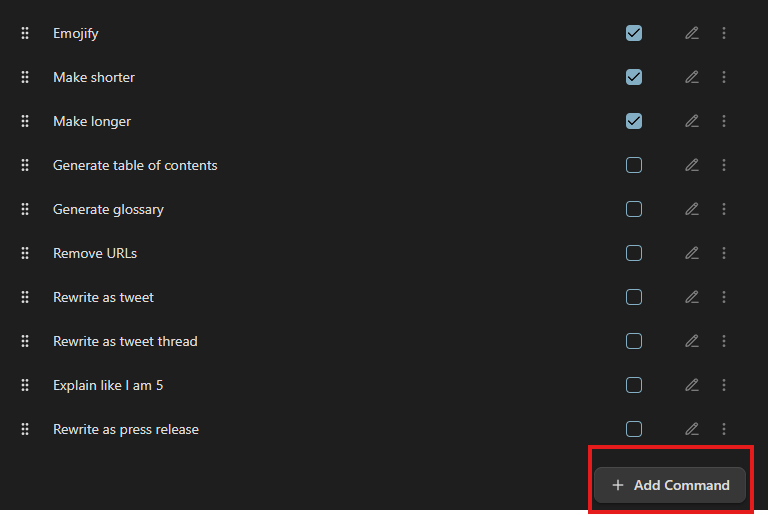 Emojify
Make shorter
Make longer
Generate table of contents
Generate glossary
Remove URLs
Rewrite as tweet
Rewrite as tweet thread
Explain like I am 5
Rewrite as press release
Add Command